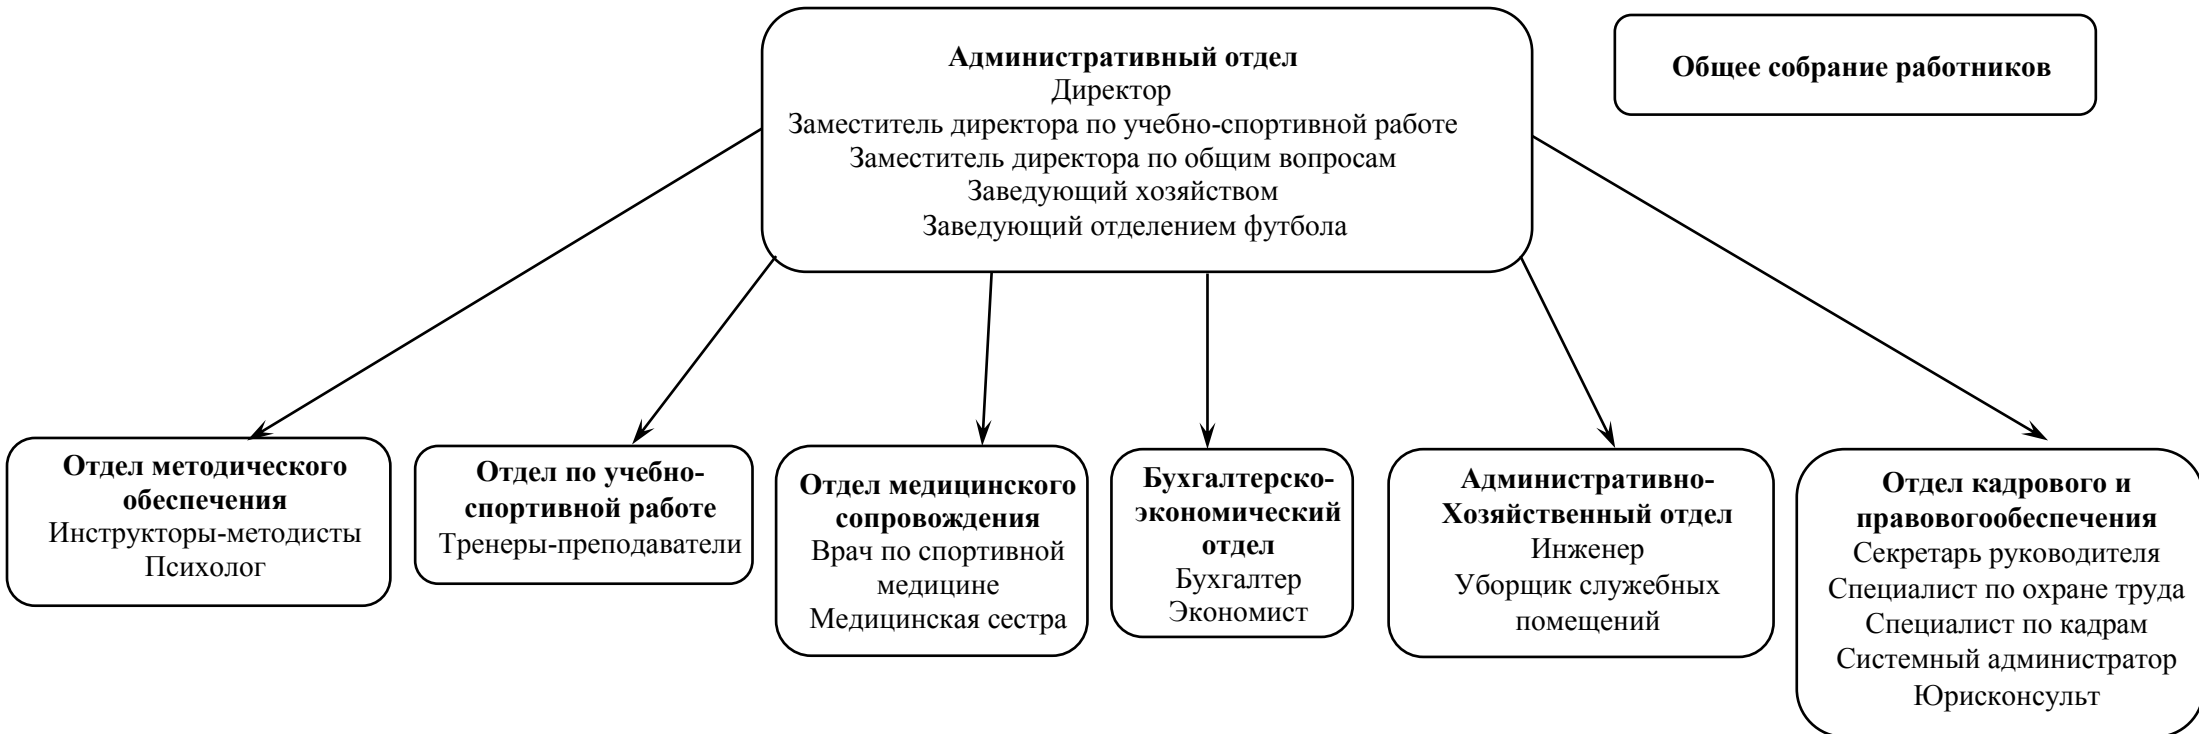 Административный отдел
Директор
Заместитель директора по учебно-спортивной работе
Заместитель директора по общим вопросам
Заведующий хозяйством
Заведующий отделением футбола
Общее собрание работников
Отдел методического
обеспечения
Инструкторы-методисты
Психолог
Отдел по учебно-
спортивной работе
Тренеры-преподаватели
Отдел медицинского
сопровождения
Врач по спортивной
медицине
Медицинская сестра
Бухгалтерско-
экономический
отдел
Бухгалтер
Экономист
Административно-
Хозяйственный отдел
Инженер
Уборщик служебных
помещений
Отдел кадрового и
правовогообеспечения
Секретарь руководителя
Специалист по охране труда
Специалист по кадрам
Системный администратор
Юрисконсульт